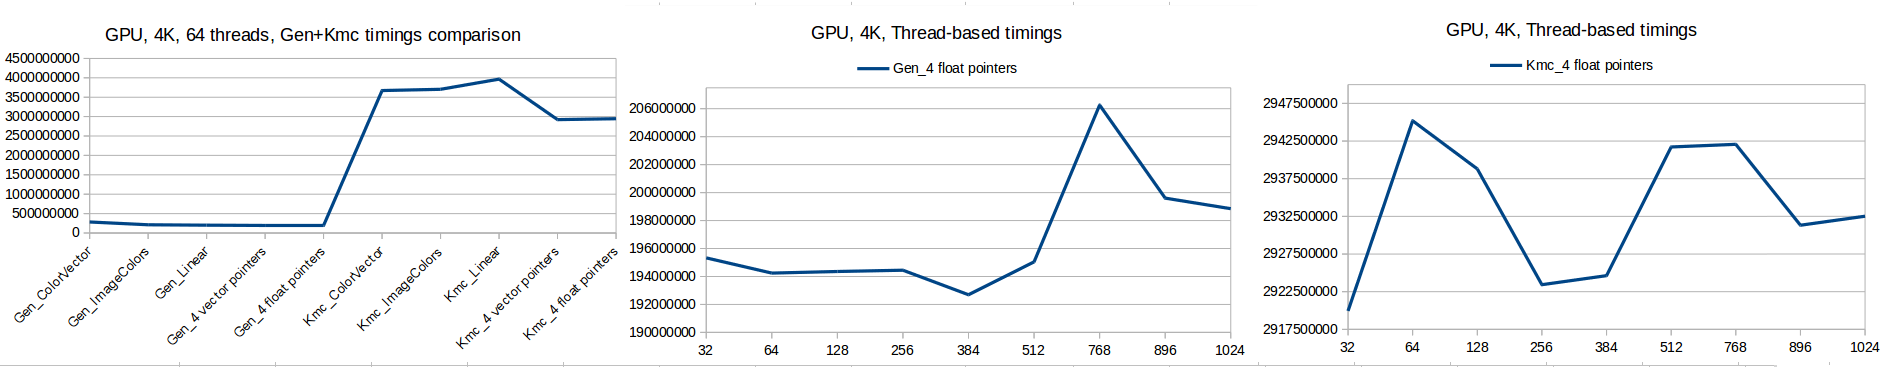 GPU, 4K, 64 threads, Gen+Kmc timings comparison
4500000000
4000000000
3500000000
3000000000
2500000000
2000000000
1500000000
1000000000
500000000
0
Gen_ColorVector
Gen_ImageColors
Gen_Linear
Gen_4 vector pointers
Gen_4 float pointers
Kmc_ColorVector
Kmc_ImageColors
Kmc_Linear
Kmc_4 vector pointers
Kmc_4 float pointers
GPU, 4K, Thread-based timings
Gen_4 float pointers
206000000
204000000
202000000
200000000
198000000
196000000
194000000
192000000
190000000
32 64 128 256 384 512 768 896 1024
GPU, 4K, Thread-based timings
Kmc_4 float pointers
2947500000
2942500000
2937500000
2932500000
2927500000
2922500000
2917500000
32 64 128 256 384 512 768 896 1024